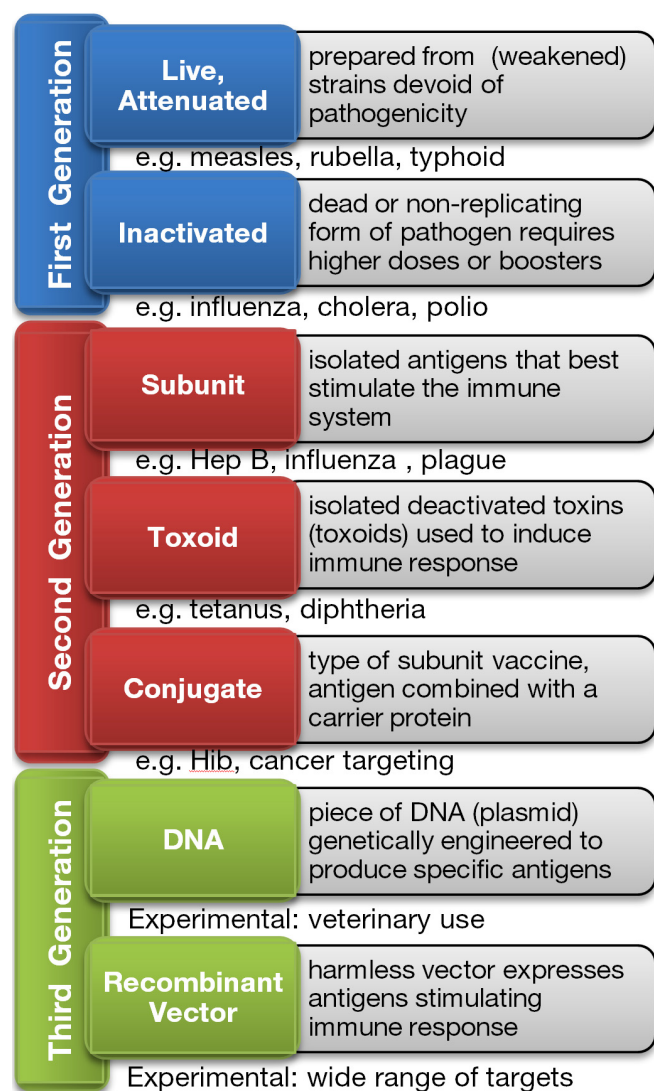 First Generation
Live,
Attenuated
prepared from (weakened)
strains devoid of
pathogenicity
e.g. measles, rubella, typhoid
Inactivated
dead or non-replicating
form of pathogen requires
higher doses or boosters
e.g. influenza, cholera, polio
Second Generation
Subunit
isolated antigens that best
stimulate the immune
system
e.g. Hep B, influenza , plague
Toxoid
isolated deactivated toxins
(toxoids) used to induce
immune response
e.g. tetanus, diphtheria
Conjugate
type of subunit vaccine,
antigen combined with a
carrier protein
e.g. Hib, cancer targeting
Third Generation
DNA
piece of DNA (plasmid)
genetically engineered to
produce specific antigens
Experimental: veterinary use
Recombinant
Vector
harmless vector expresses
antigens stimulating
immune response
Experimental: wide range of targets